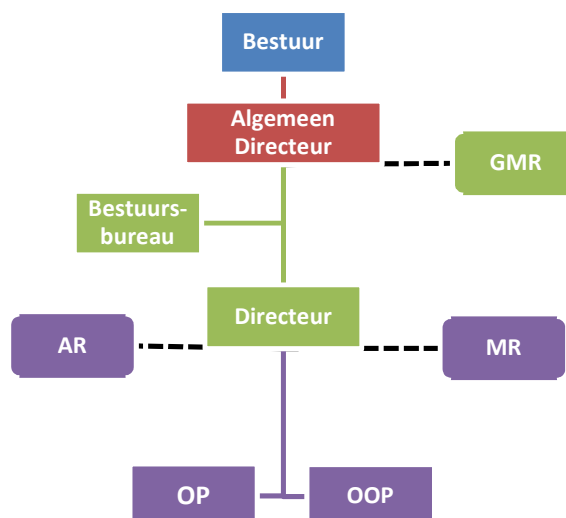 Bestuur
Algemeen
Directeur
GMR
Bestuurs-
bureau
Directeur
AR
MR
OP
OOP